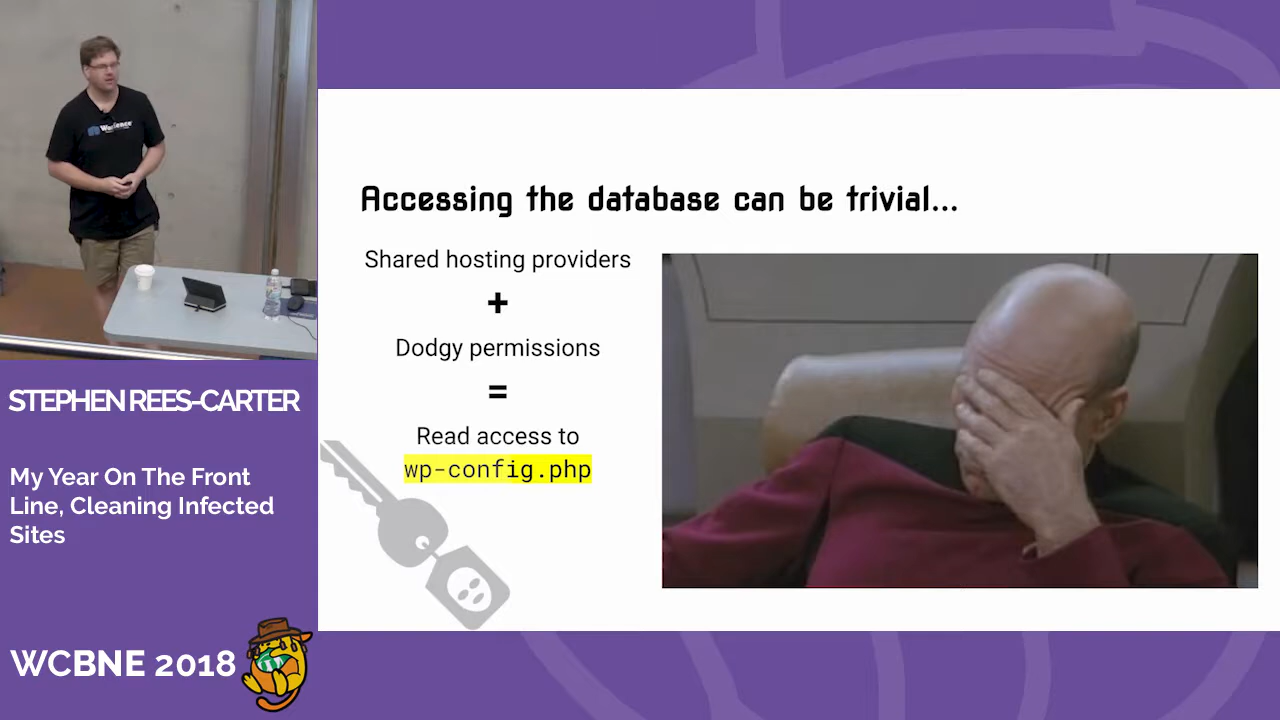 Wordfence
STEPHEN REES-CARTER
My Year On The Front
Line, Cleaning Infected
Sites
WCBNE 2018
Accessing the database can be trivial...
Shared hosting providers
+
Dodgy permissions
=
Read access to
wp-config.php